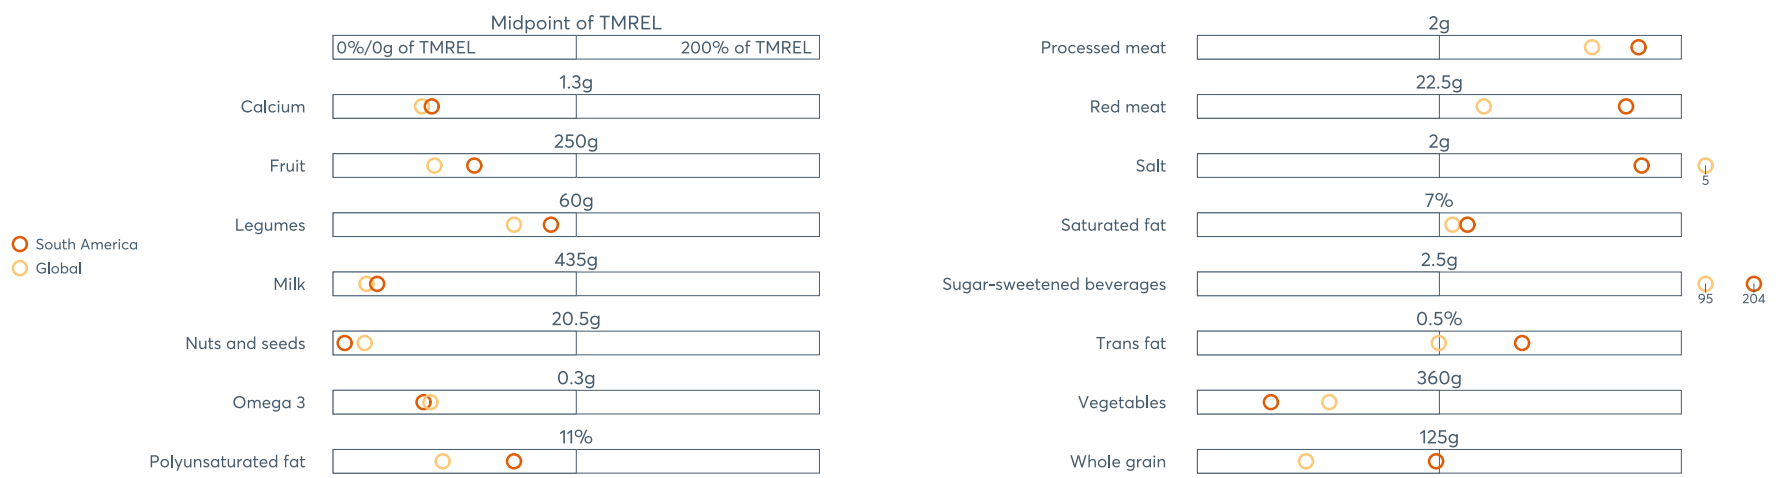 Midpoint of TMREL
0%/0g of TMREL 200% of TMREL
1.3g
Calcium
250g
Fruit
60g
Legumes
435g
Milk
20.5g
Nuts and seeds
0.3g
Omega 3
11%
Polyunsaturated fat
South America
Global
2g
Processed meat
22.5g
Red meat
2g
Salt
5
7%
Saturated fat
2.5g
Sugar-sweetened beverages
95 204
0.5%
Trans fat
360g
Vegetables
125g
Whole grain